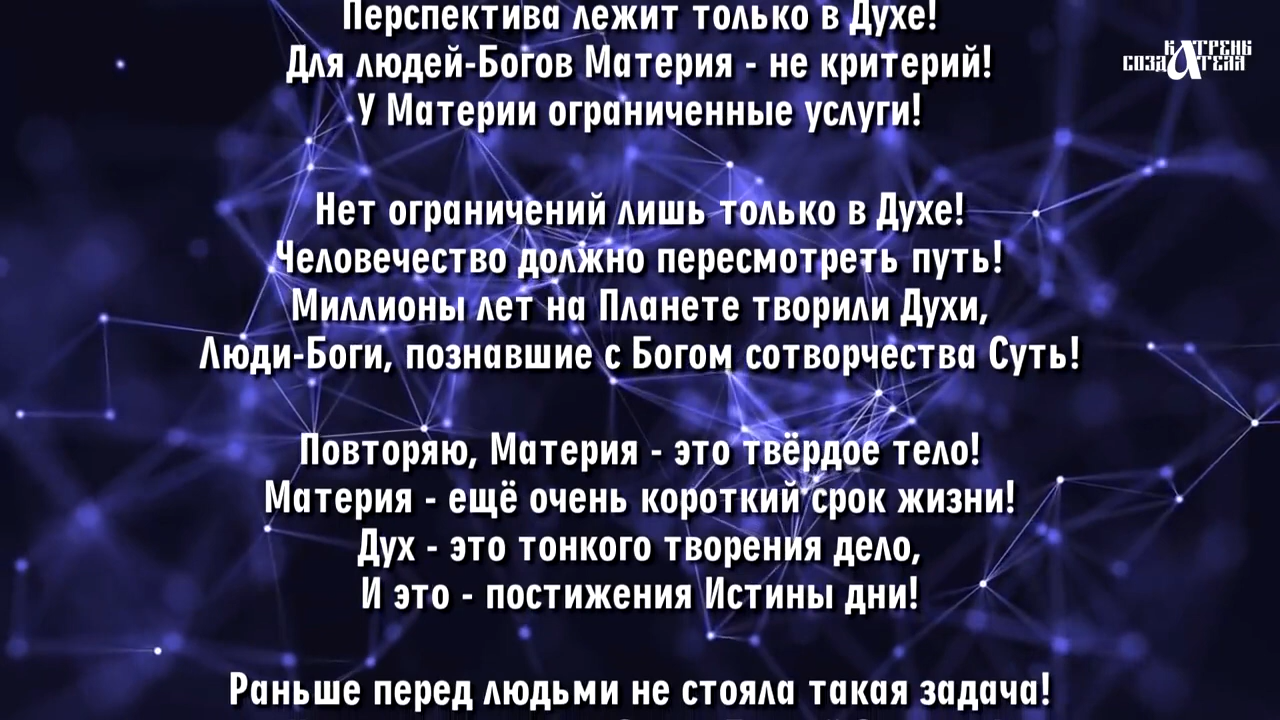 Перспектива лежит только в Духе!
Для людей-Богов Материя - не критерий!
У Материи ограниченные услуги!
Нет ограничений лишь только в Духе!
Человечество должно пересмотреть путь!
Миллионы лет на Планете творили Духи,
Люди-Боги, познавшие с Богом сотворчества Суть!
Повторяю, Материя - это твёрдое тело!
Материя - ещё очень короткий срок жизни!
Дух - это тонкого творения дело,
И это - постижения Истины дни!
Раньше перед людьми не стояла такая задача!
КАТРЕНЫ
СОЗДАТЕЛЯ